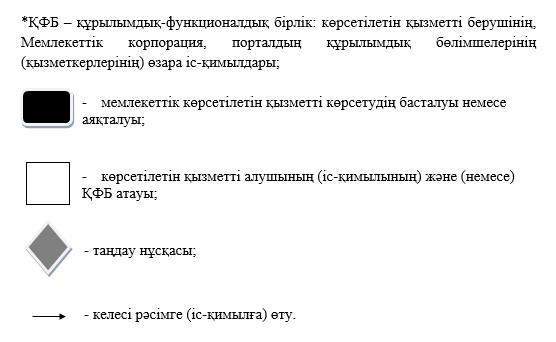 *ҚФБ – құрылымдық-функционалдық бірлік: көрсетілетін қызметті берушінің,
Мемлекеттік корпорация, порталдың құрылымдық бөлімшелерінің
(қызметкерлерінің) өзара іс-қимылдары;
- мемлекеттік көрсетілетін қызметті көрсетудің басталуы немесе
аяқталуы;
- көрсетілетін қызметті алушының (іс-қимылының) және (немесе)
ҚФБ атауы;
- таңдау нұсқасы;
- келесі рәсімге (іс-қимылға) өту.